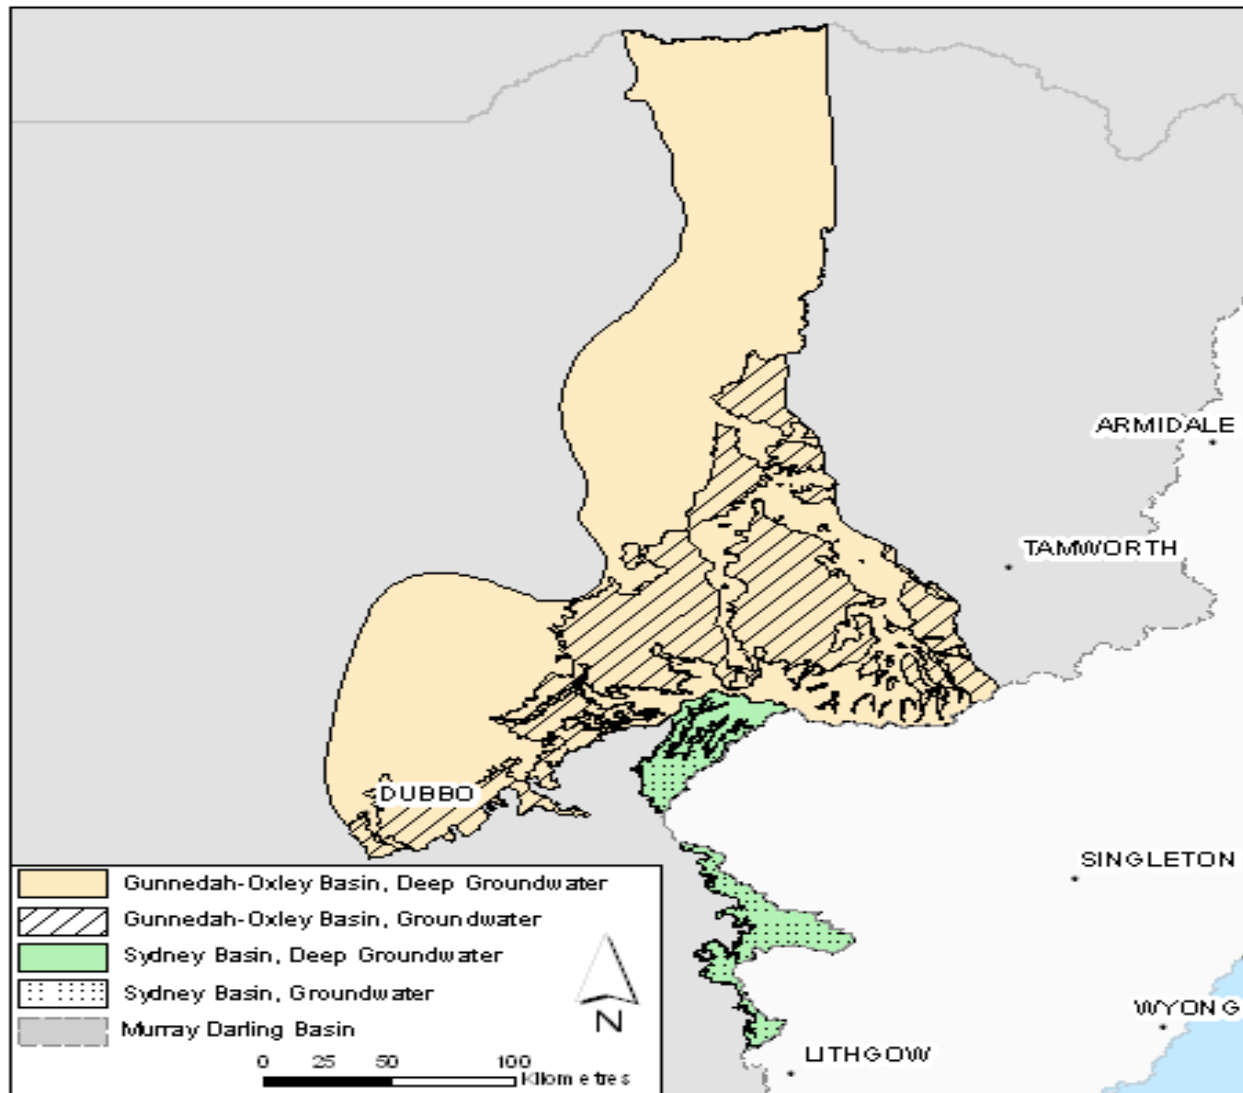 ARMIDALE
TAMWORTH
DUBBO
SINGLETON
WYONG
LITHGOW
Gunnedah-Oxley Basin, Deep Groundwater
Gunnedah-Oxley Basin, Groundwater
Sydney Basin, Deep Groundwater
Sydney Basin, Groundwater
Murray Darling Basin
N
0 25 50 100
Kilometres